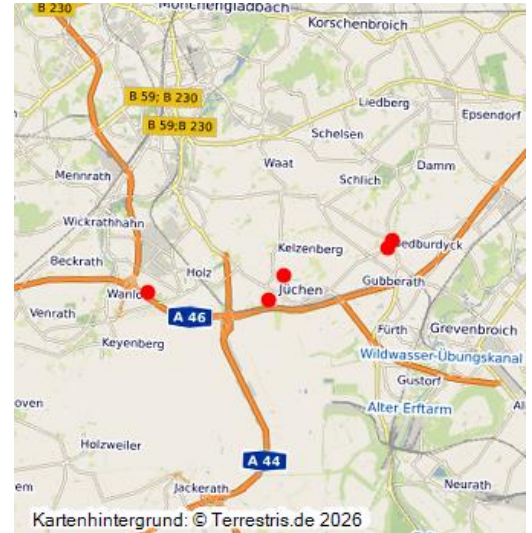 B 230
Mönchengladbach
Korschenbroich
B 59; B 230
Liedberg
Epsendorf
B 59;B 230
Schelsen
Waat
Damm
Mennrath
Schlich
Wickrathhahn
Kelzenberg
Bedburdyck
Beckrath
Holz
Gubberath
Jüchen
Wanlo
Venrath
A 46
Keyenberg
Fürth
Grevenbroich
Wildwasser-Übungskanal
Gustorf
Alter Erftarm
Holzweiler
A 44
Jackerath
Neurath
Kartenhintergrund: © Terrestris.de 2026